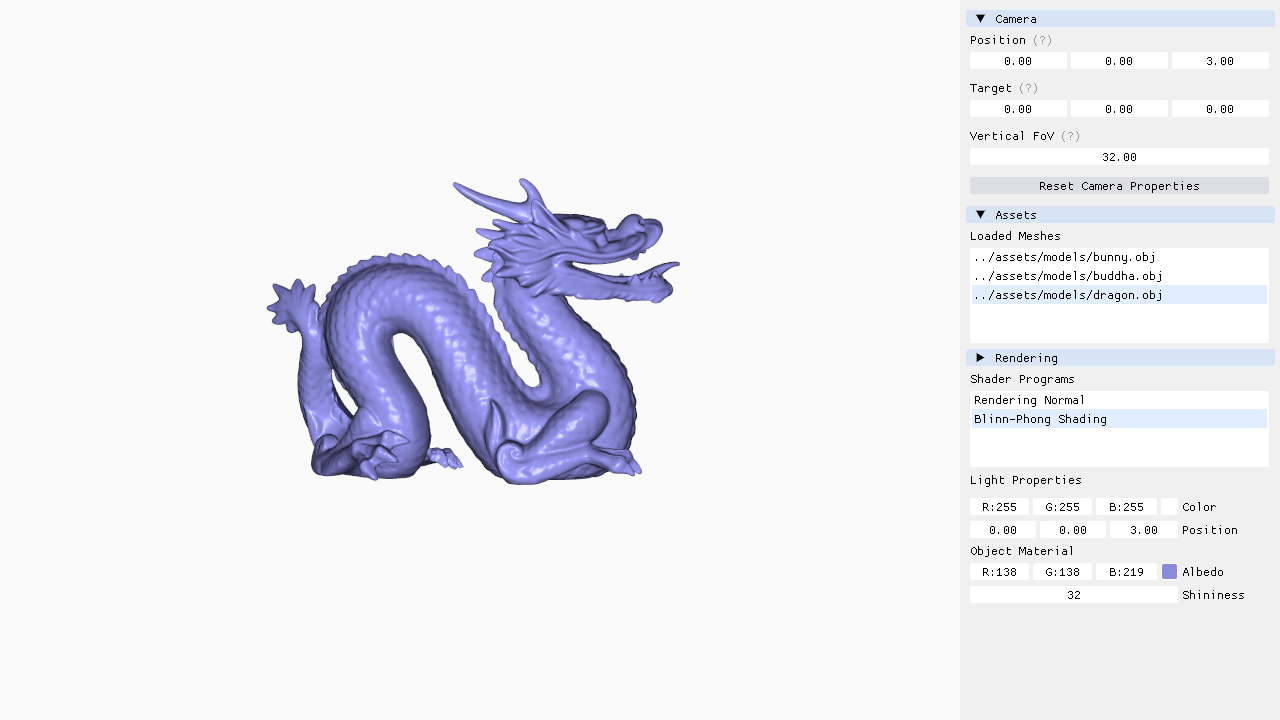 Camera
Position (?)
0.00 0.00 3.00
Target (?)
0.00 0.00 0.00
Vertical FoV (?)
32.00
Reset Camera Properties
Assets
Loaded Meshes
../assets/models/bunny.obj
../assets/models/buddha.obj
../assets/models/dragon.obj
Rendering
Shader Programs
Rendering Normal
Blinn-Phong Shading
Light Properties
R:255 G:255 B:255 Color
0.00 0.00 3.00 Position
Object Material
R:138 G:138 B:219 Albedo
32 Shininess